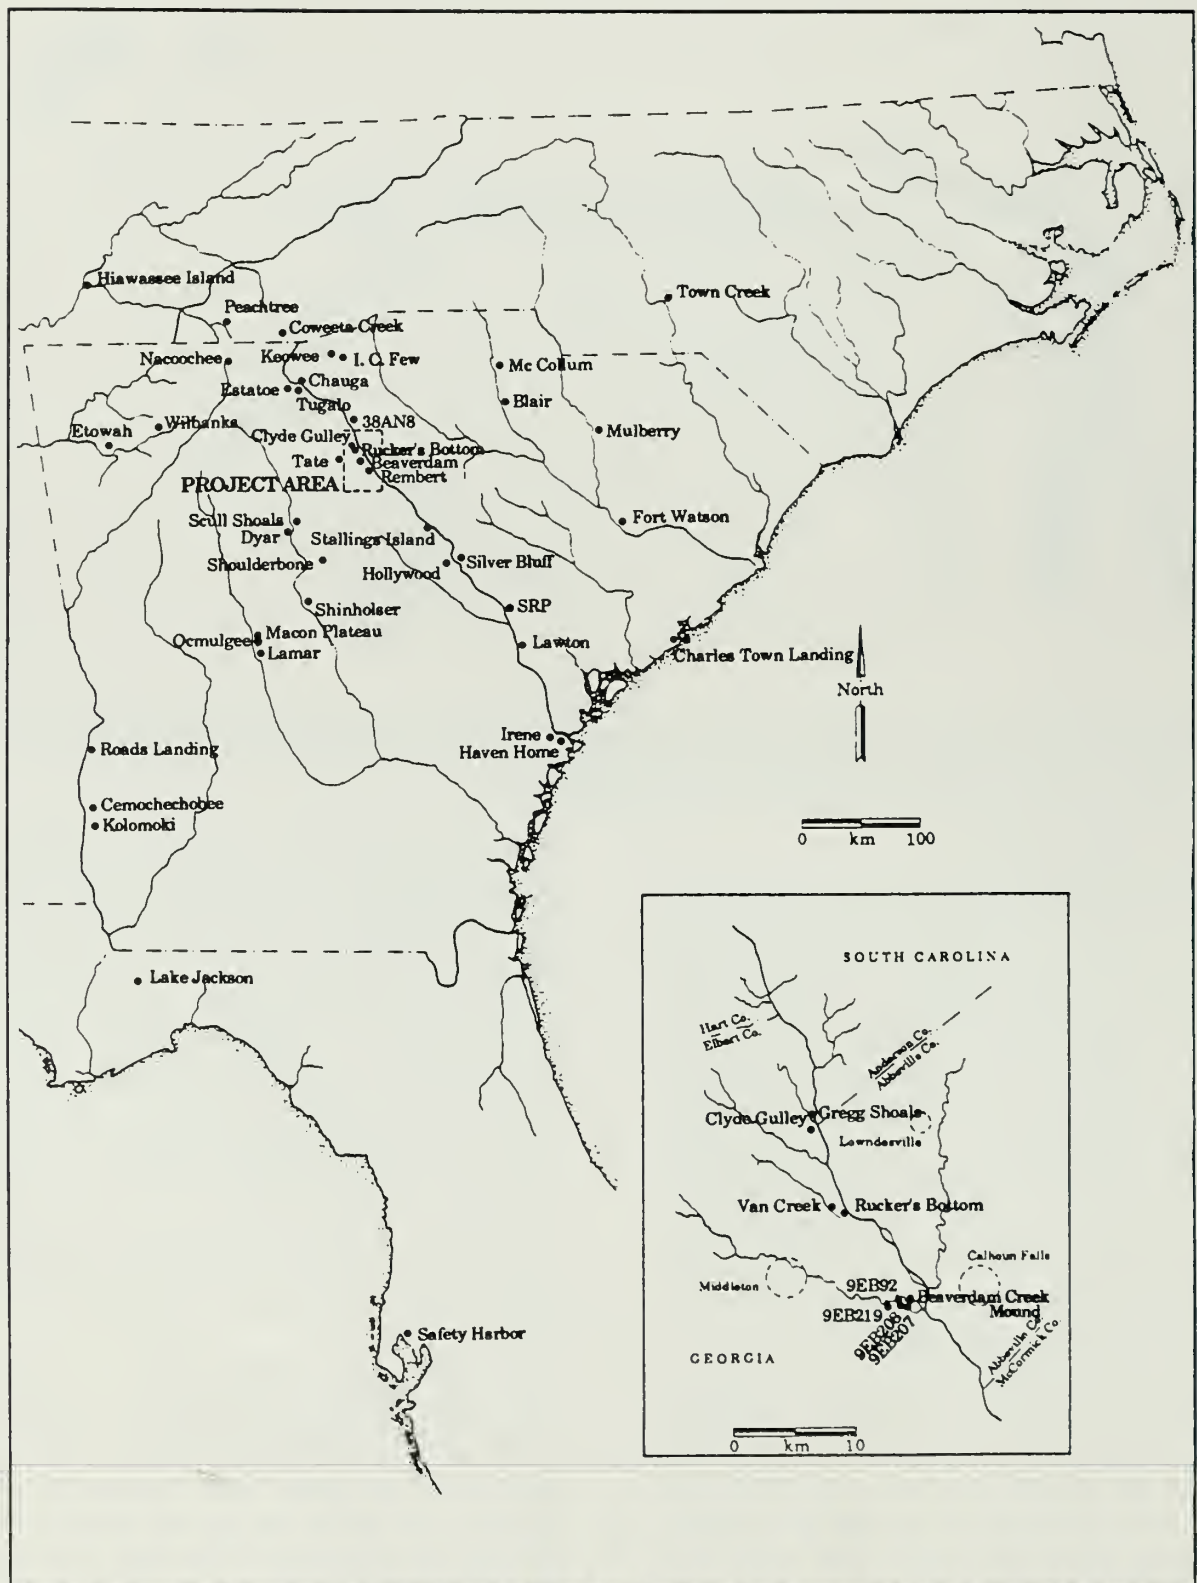 Hiawassee Island
Peachtree
Coweeta Creek
Town Creek
Nacoochee
Keowee
I. C. Few
Mc Collum
Chauga
Estatoe
Tugalo
Blair
38AN8
Wilbanks
Etowah
Mulberry
Clyde Gulley
Rucker's Bottom
Tate
Beaverdam
Rembert
PROJECT AREA
Scull Shoals
Dyar
Stallings Island
Fort Watson
Shoulderbone
Hollywood
Silver Bluff
Shinholser
SRP
Macon Plateau
Ocmulgee
Lamar
Lawton
Charles Town Landing
North
Irene
Haven Home
Roads Landing
Cemochechobee
Kolomoki
0 km 100
Lake Jackson
Safety Harbor
SOUTH CAROLINA
Hart Co.
Elbert Co.
Anderson Co.
Abbeville Co.
Gregg Shoals
Clyde Gulley
Lowndesville
Van Creek
Rucker's Bottom
Calhoun Falls
Middleton
9EB92
Beaverdam Creek
Mound
9EB219
9EB208
9EB207
GEORGIA
Abbeville Co.
McCormick Co.
0 km 10